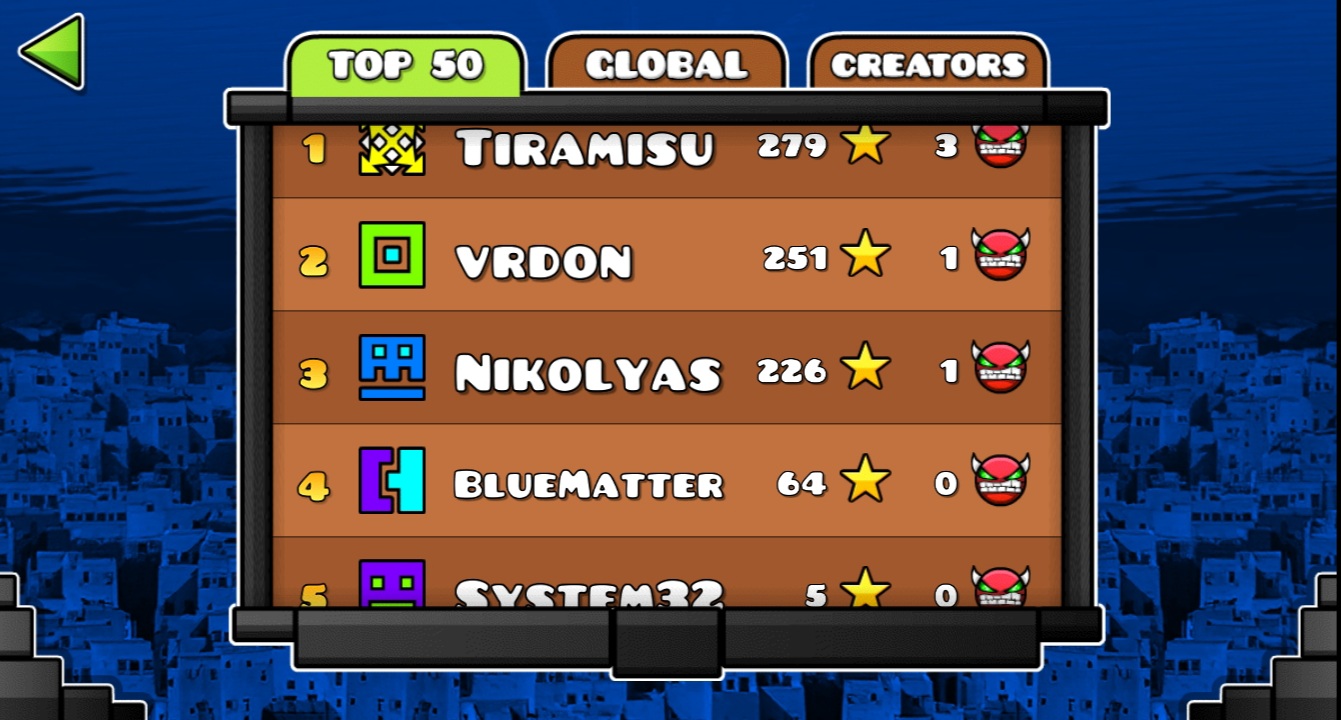 TOP 50 GLOBAL CREATORS
1 TIRAMISU 279 3
2 VRDON 251 1
3 NIKOLYAS 226 1
4 BLUEMATTER 64 0
5 SYSTEM32 5 0